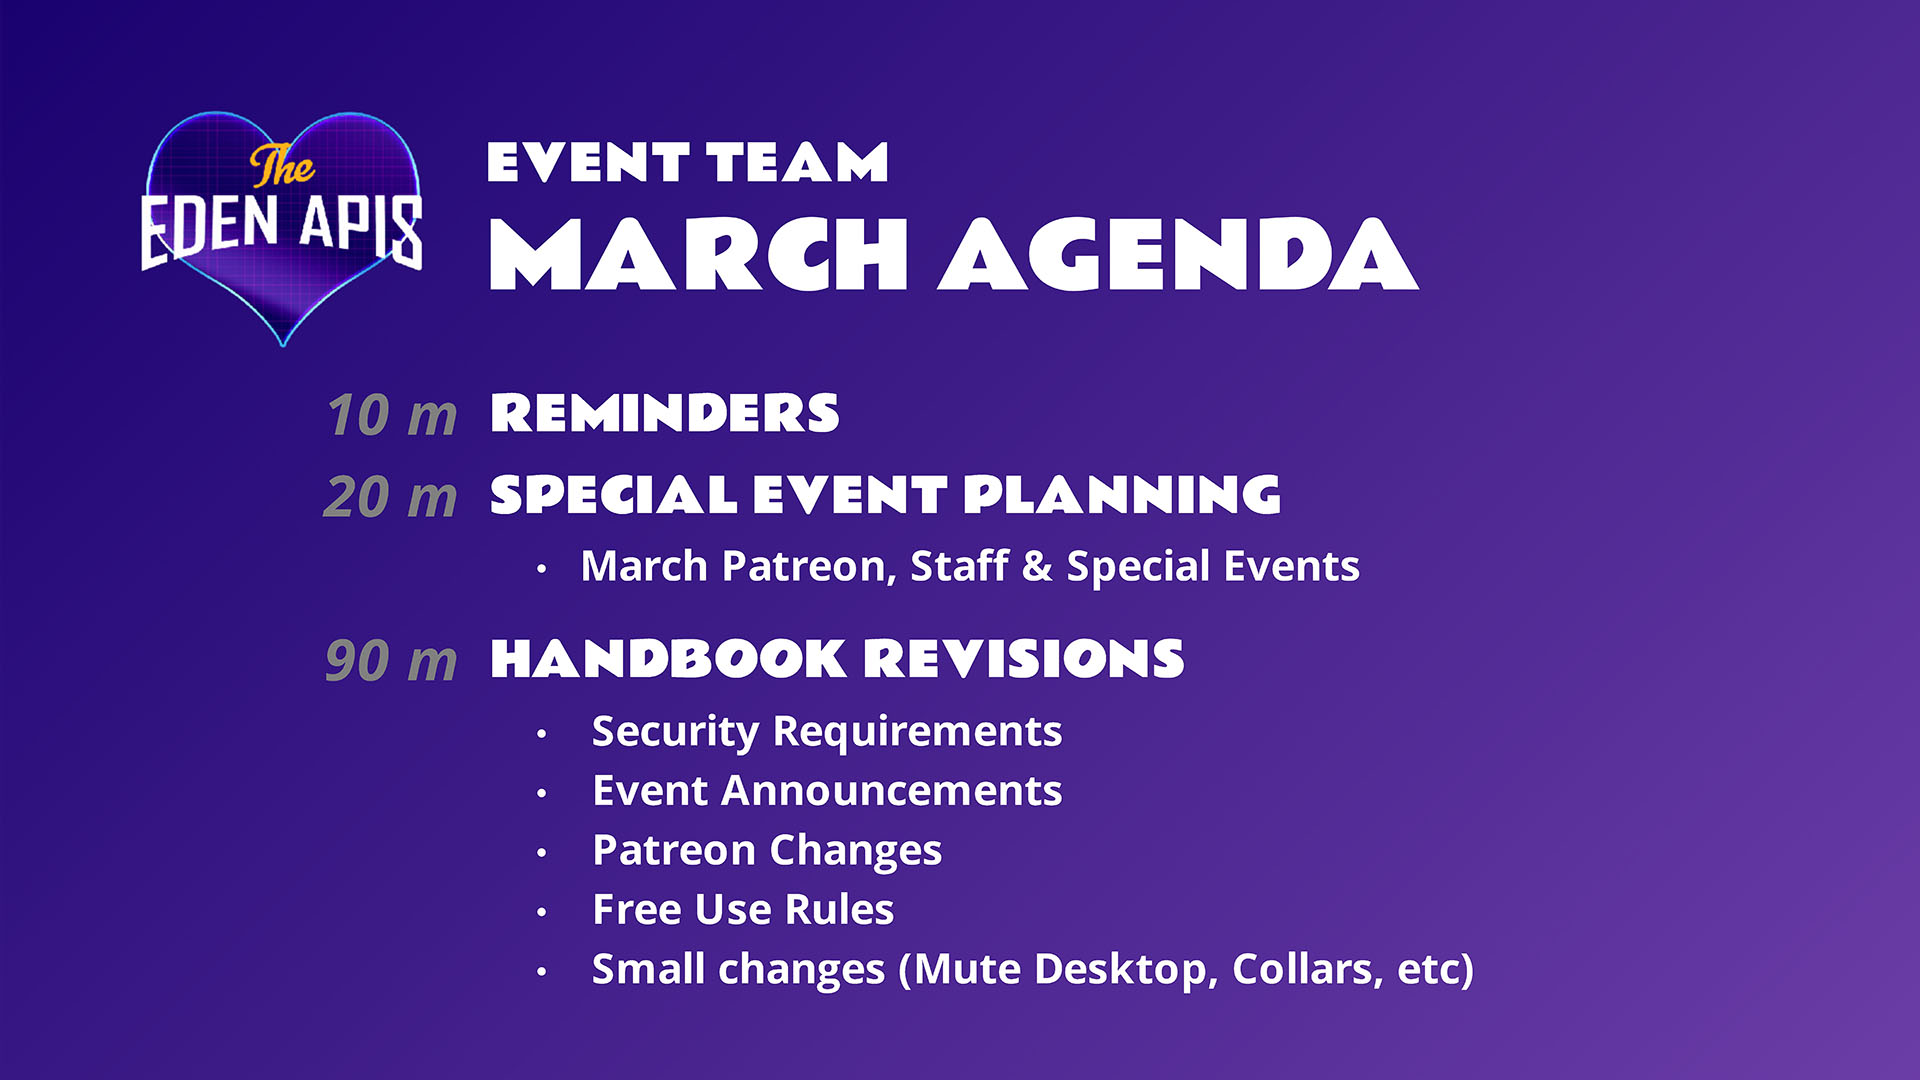 The
EDEN APIS
EVENT TEAM
MARCH AGENDA
10 m REMINDERS
20 m SPECIAL EVENT PLANNING
• March Patreon, Staff & Special Events
90 m HANDBOOK REVISIONS
• Security Requirements
• Event Announcements
• Patreon Changes
• Free Use Rules
• Small changes (Mute Desktop, Collars, etc)